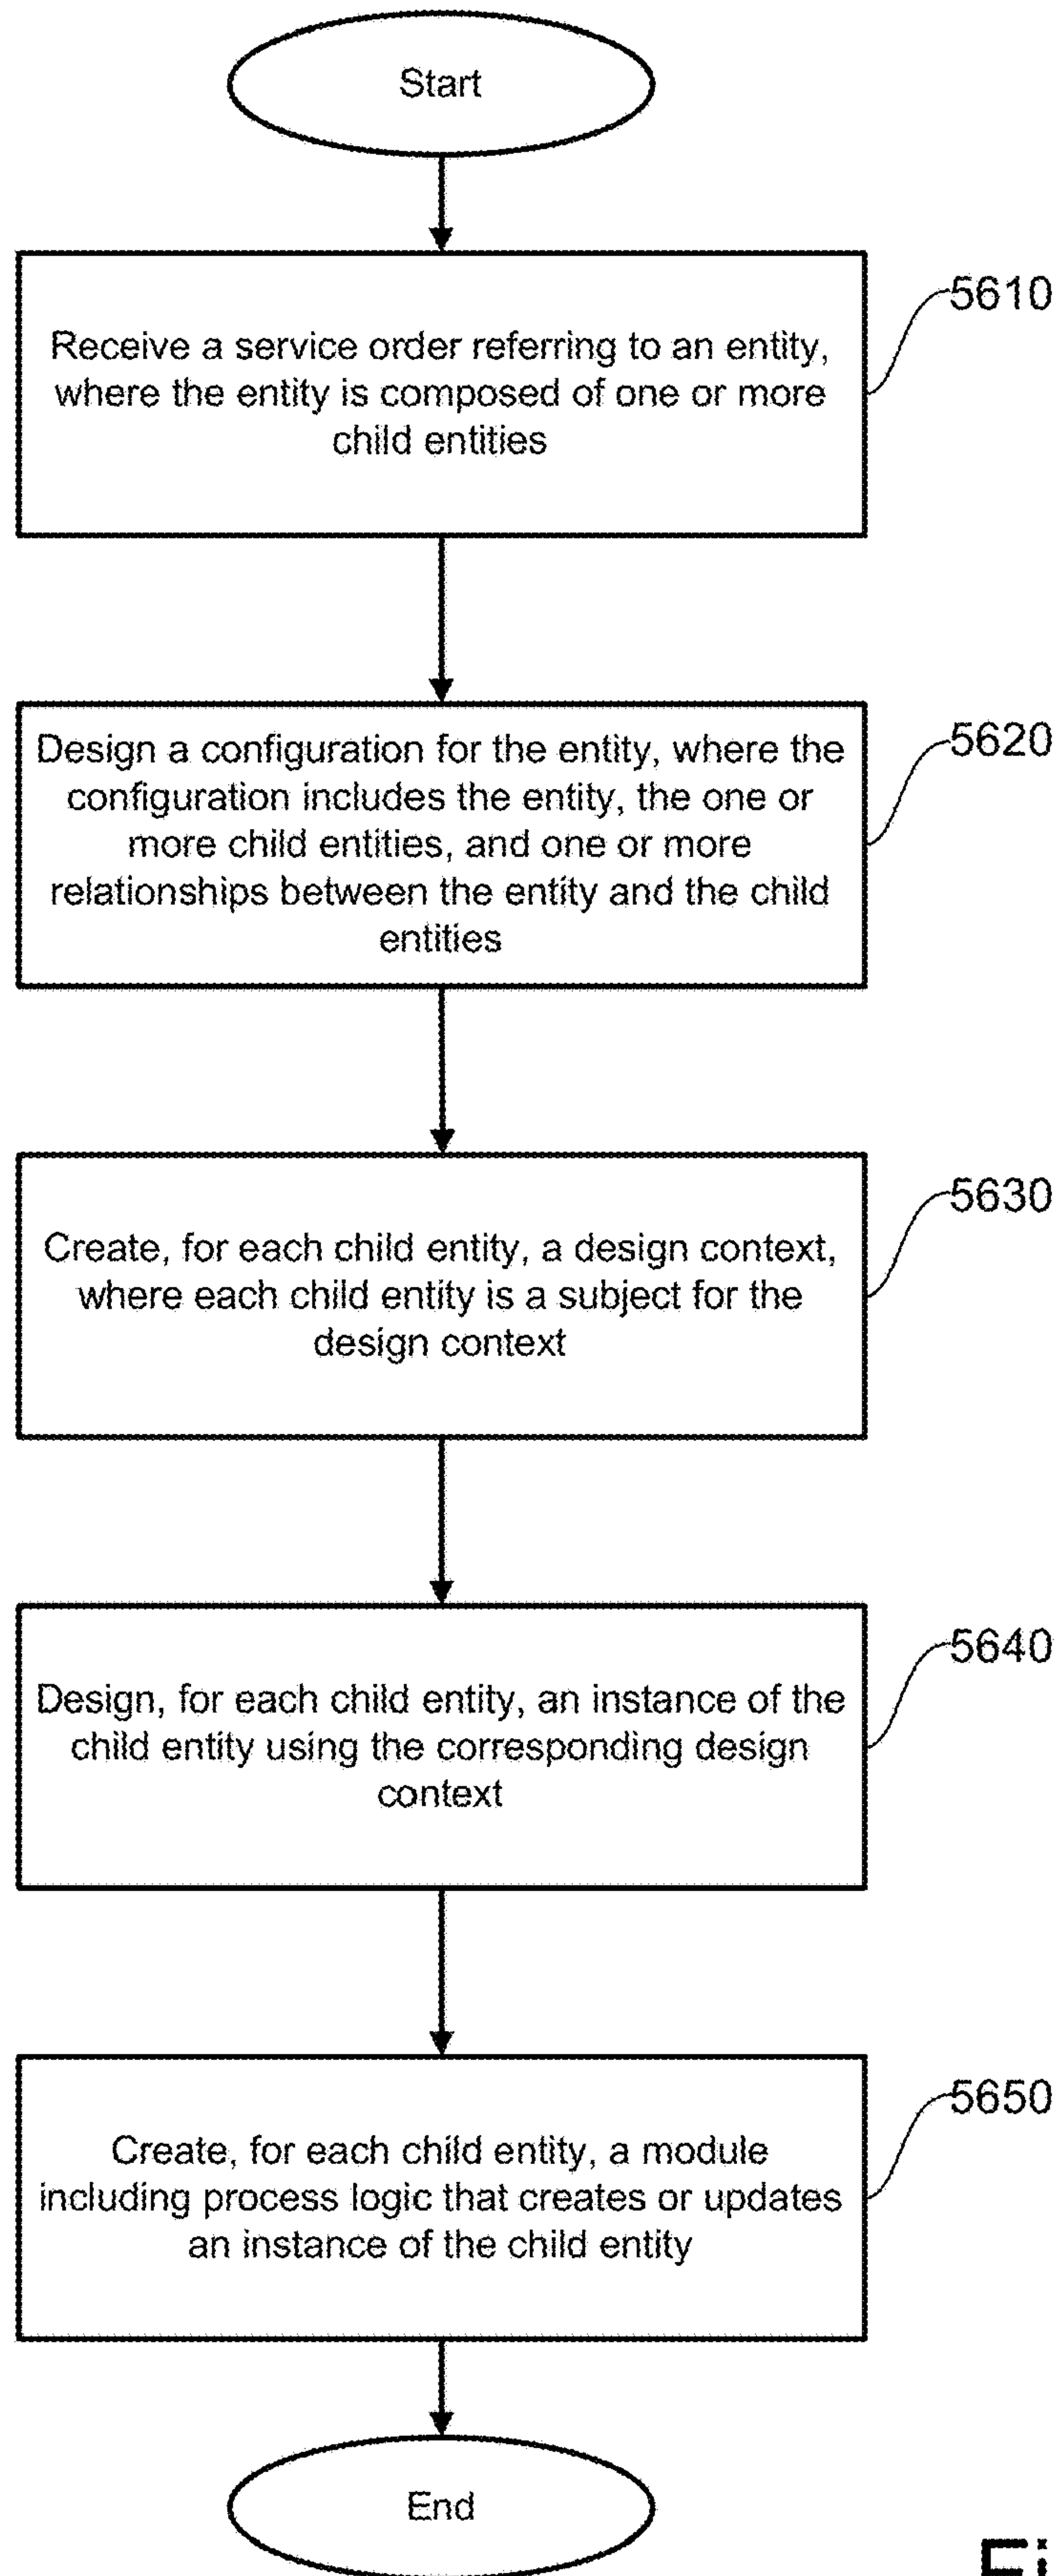 Start
5610
Receive a service order referring to an entity,
where the entity is composed of one or more
child entities
5620
Design a configuration for the entity, where the
configuration includes the entity, the one or
more child entities, and one or more
relationships between the entity and the child
entities
5630
Create, for each child entity, a design context,
where each child entity is a subject for the
design context
5640
Design, for each child entity, an instance of the
child entity using the corresponding design
context
5650
Create, for each child entity, a module
including process logic that creates or updates
an instance of the child entity
End